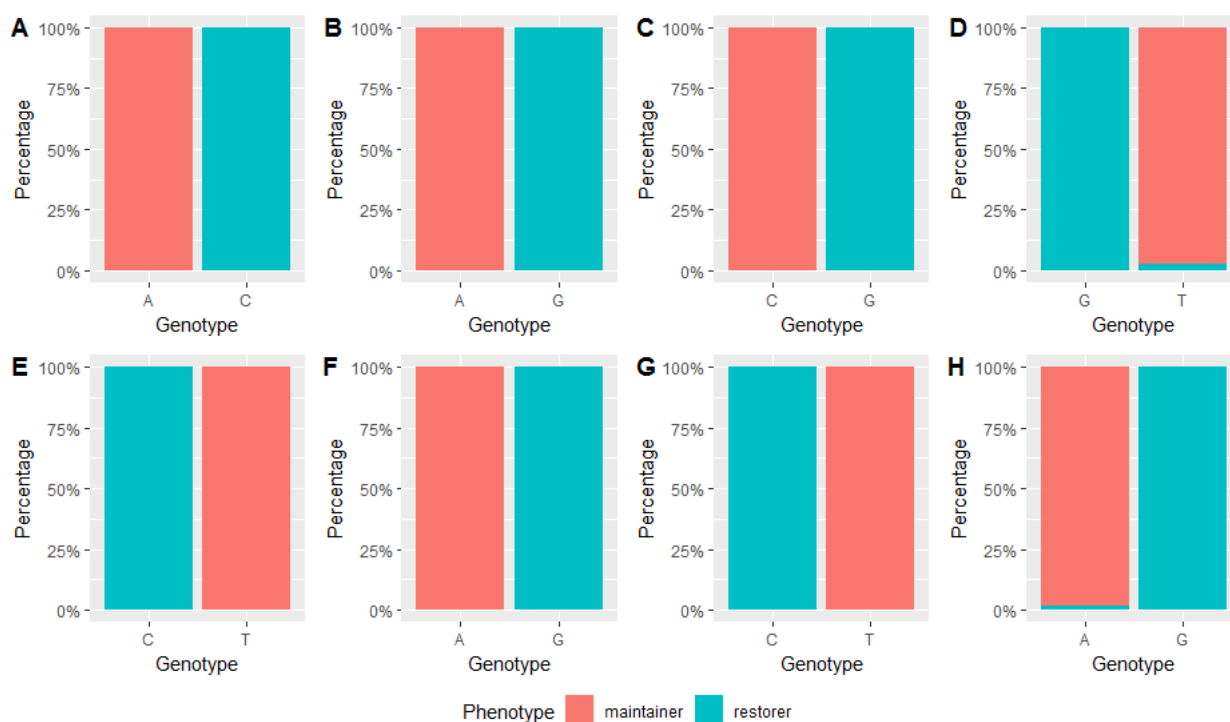 A B C D
100% 100% 100% 100%
75% 75% 75% 75%
50% 50% 50% 50%
25% 25% 25% 25%
0% 0% 0% 0%
Percentage Percentage Percentage Percentage
A C A G C G G T
Genotype Genotype Genotype Genotype
E F G H
100% 100% 100% 100%
75% 75% 75% 75%
50% 50% 50% 50%
25% 25% 25% 25%
0% 0% 0% 0%
Percentage Percentage Percentage Percentage
C T A G C T A G
Genotype Genotype Genotype Genotype
Phenotype maintainer restorer